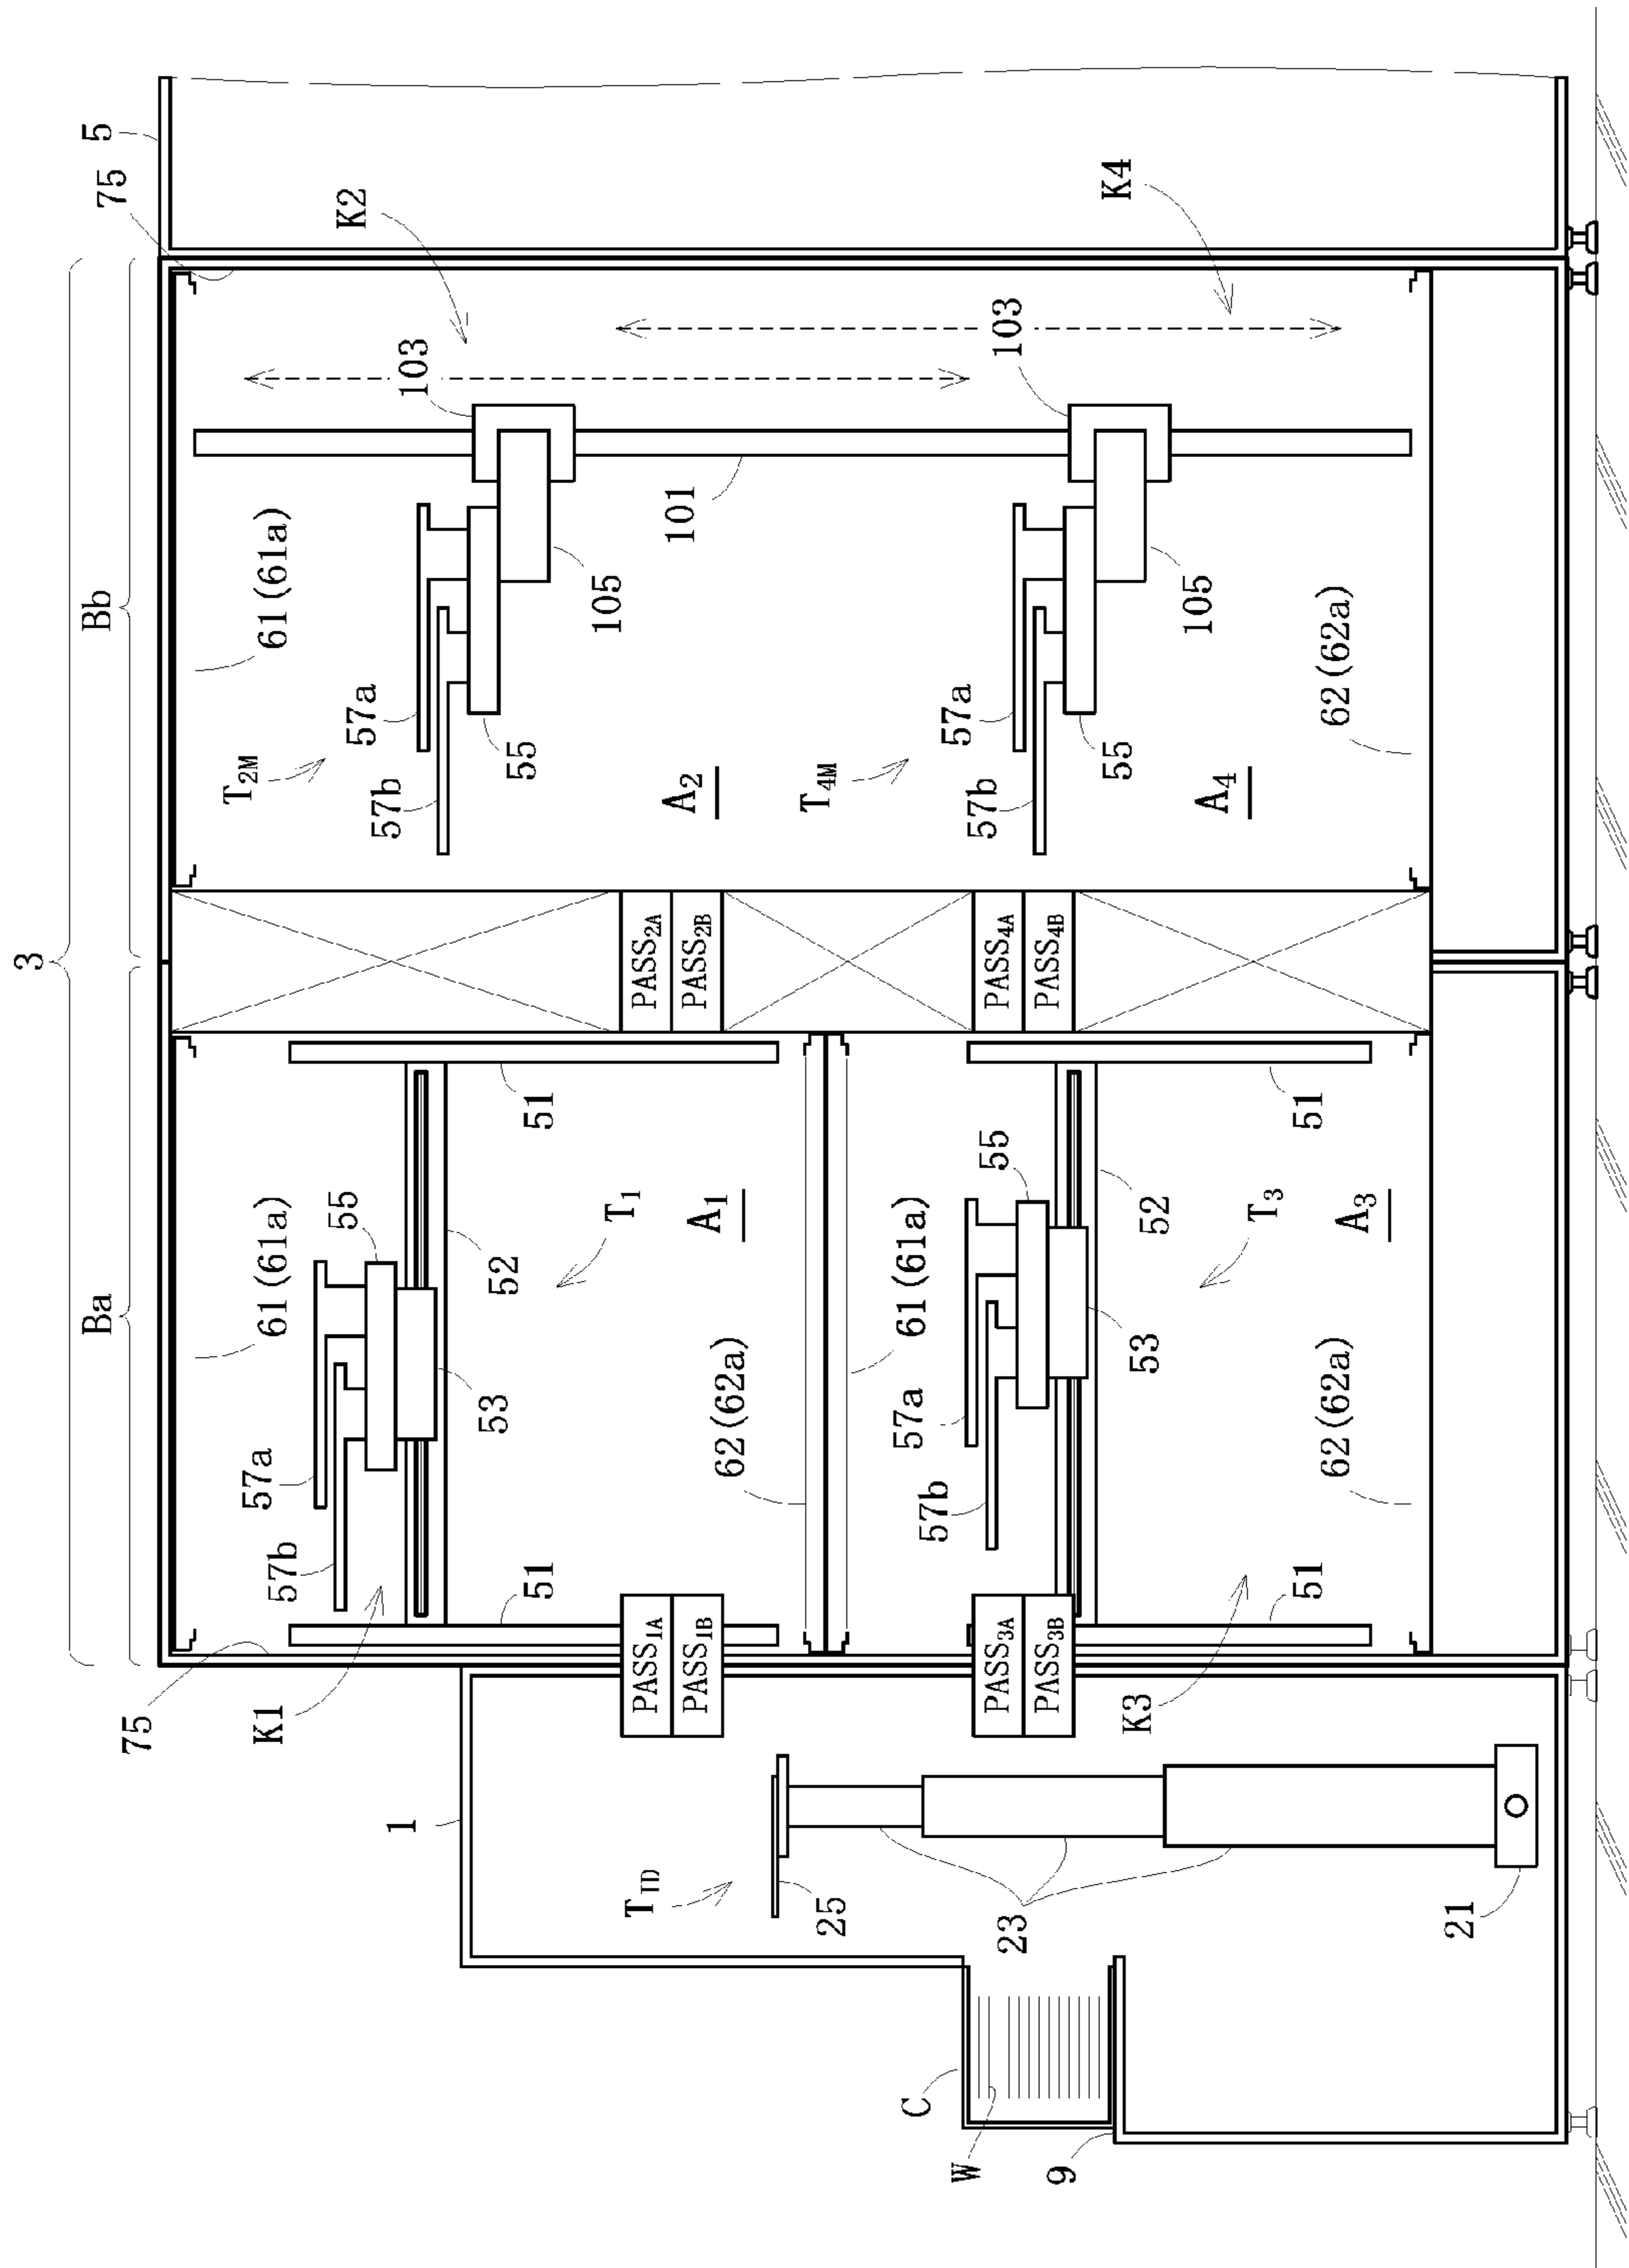 3
Ba
Bb
75
5
K1
57b
57a
61(61a)
55
T2M
57a
61(61a)
103
K2
75
57b
55
105
53
52
51
51
T1
101
103
K4
1
TID
PASS1A
PASS1B
62(62a)
A1
PASS2A
PASS2B
A2
T4M
57a
57b
55
105
25
C
W
9
23
PASS3A
PASS3B
57b
57a
61(61a)
55
PASS4A
PASS4B
K3
53
52
T3
A4
51
62(62a)
A3
51
62(62a)
21